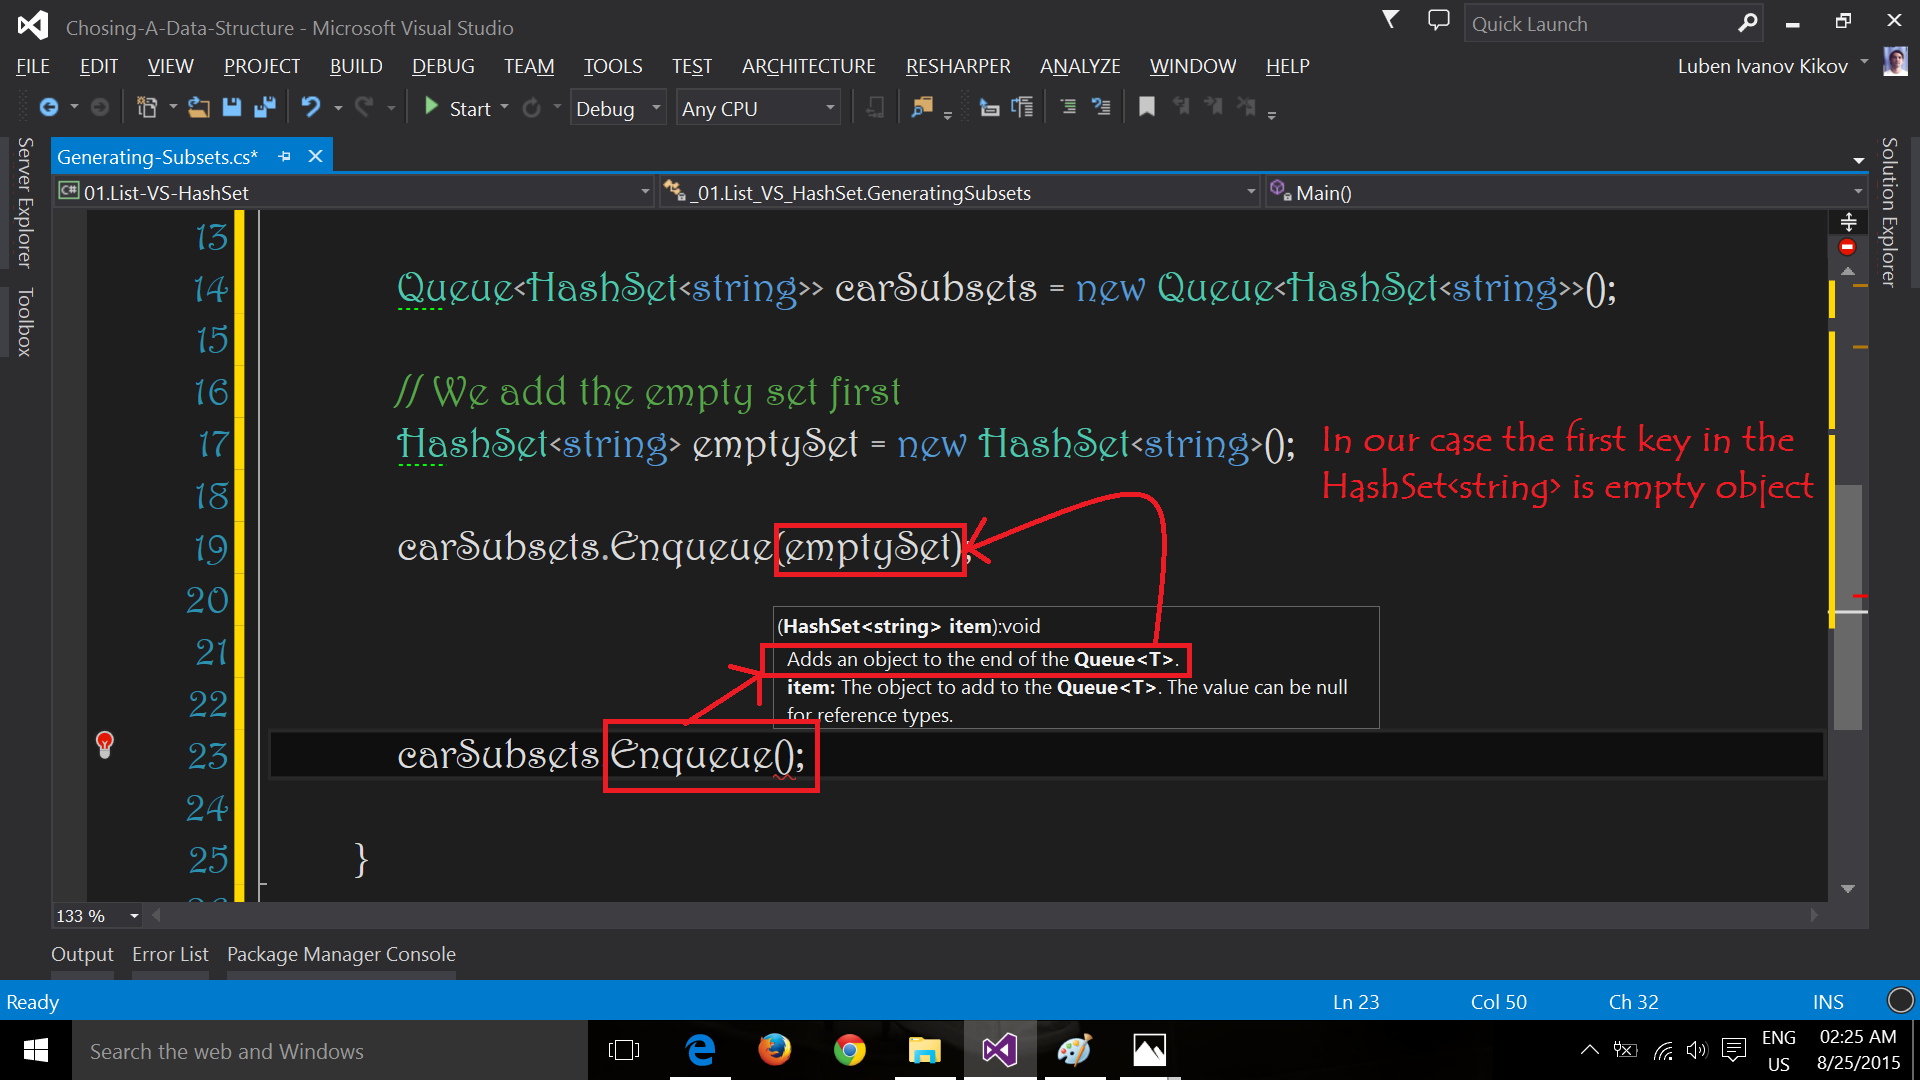 Chosing-A-Data-Structure - Microsoft Visual Studio
Quick Launch
FILE EDIT VIEW PROJECT BUILD DEBUG TEAM TOOLS TEST ARCHITECTURE RESHARPER ANALYZE WINDOW HELP
Luben Ivanov Kikov
Start Debug Any CPU
Server Explorer
Toolbox
Solution Explorer
Generating-Subsets.cs*
C# 01.List-VS-HashSet
_01.List_VS_HashSet.GeneratingSubsets
Main()
13
14 Queue<HashSet<string>> carSubsets = new Queue<HashSet<string>>();
15
16 // We add the empty set first
17 HashSet<string> emptySet = new HashSet<string>();
In our case the first key in the
HashSet<string> is empty object
18
19 carSubsets.Enqueue(emptySet);
20
(HashSet<string> item):void
21
Adds an object to the end of the Queue<T>.
item: The object to add to the Queue<T>. The value can be null
22
for reference types.
23 carSubsets Enqueue();
24
25 }
133 %
Output Error List Package Manager Console
Ready
Ln 23 Col 50 Ch 32 INS
Search the web and Windows
ENG
US
02:25 AM
8/25/2015